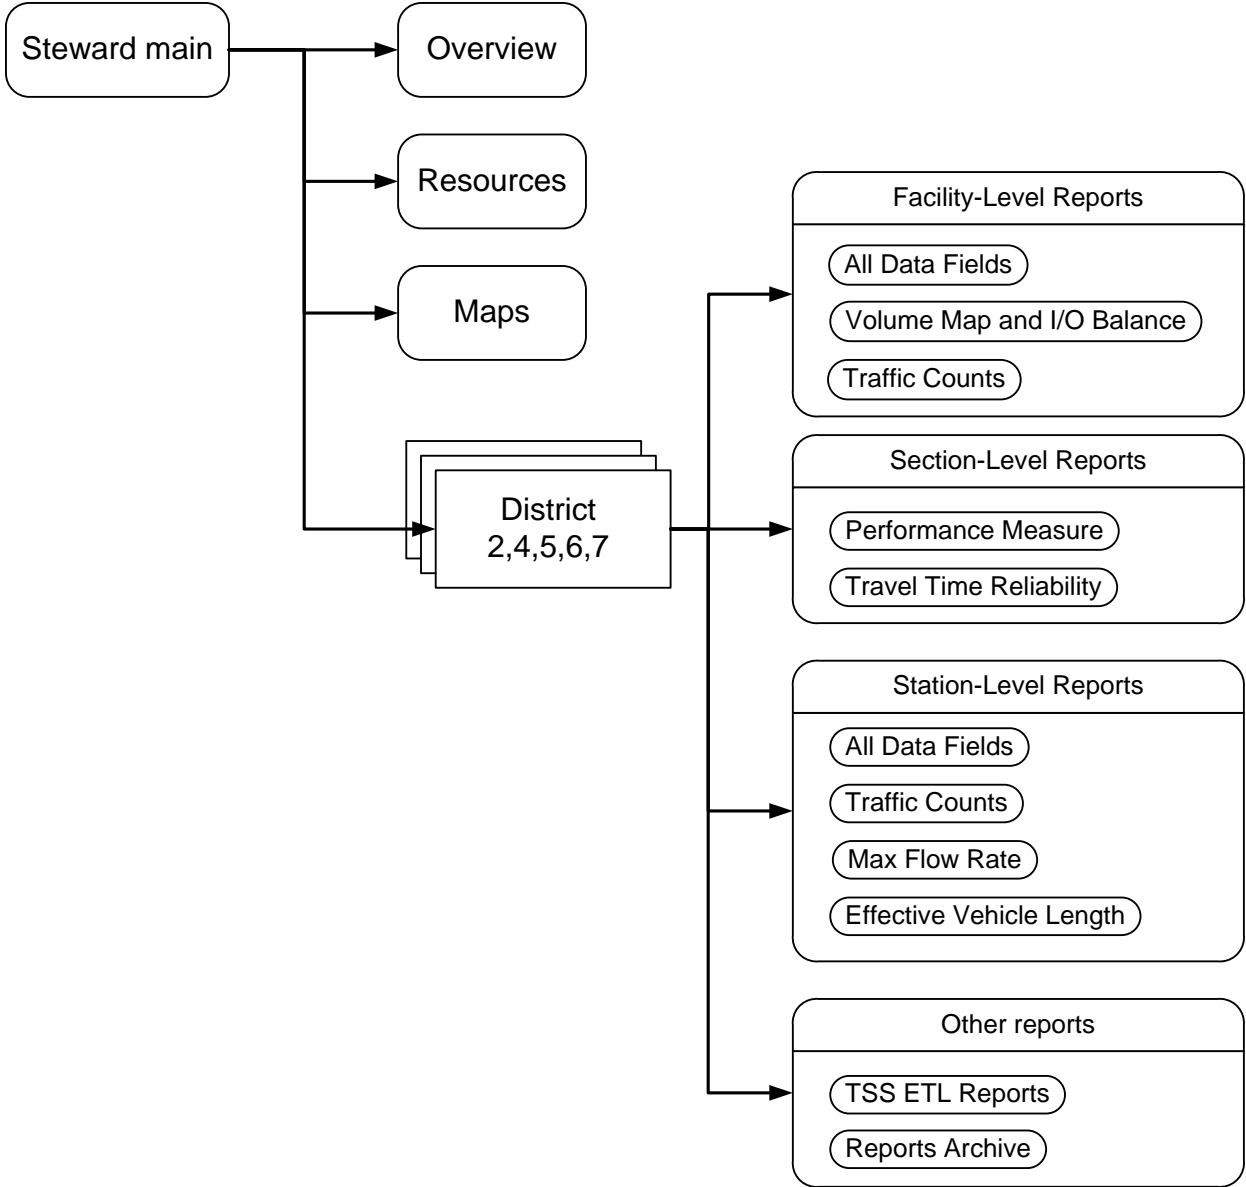 Steward main
Overview
Resources
Maps
District
2,4,5,6,7
Facility-Level Reports
All Data Fields
Volume Map and I/O Balance
Traffic Counts
Section-Level Reports
Performance Measure
Travel Time Reliability
Station-Level Reports
All Data Fields
Traffic Counts
Max Flow Rate
Effective Vehicle Length
Other reports
TSS ETL Reports
Reports Archive